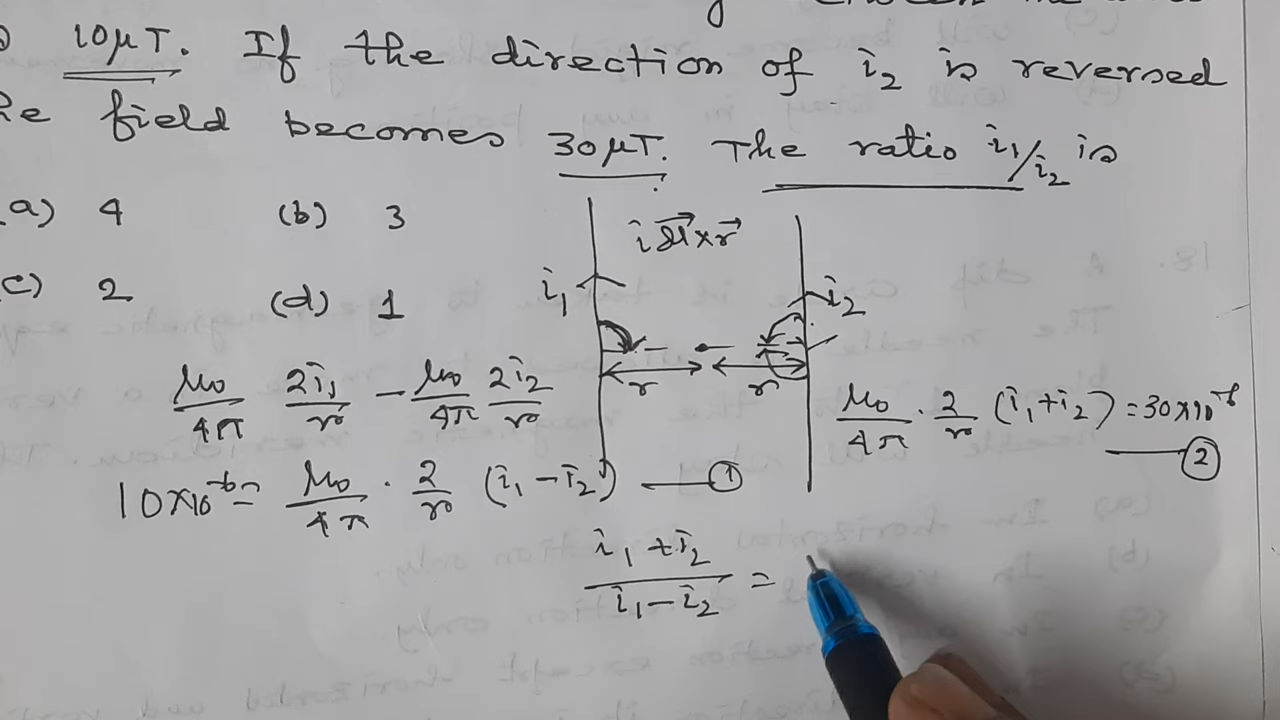 10μT. If the direction of i₂ is reversed
field becomes 30μT. The ratio i₁/i₂ is
(a) 4 (b) 3
(c) 2 (d) 1
i dl × r
i₁ i₂
r r
μ₀/4π 2i₁/r − μ₀/4π 2i₂/r
μ₀/4π · 2/r (i₁+i₂) = 30×10⁻⁶ ②
10×10⁻⁶ = μ₀/4π · 2/r (i₁ − i₂) ①
i₁ + i₂ / i₁ − i₂ =